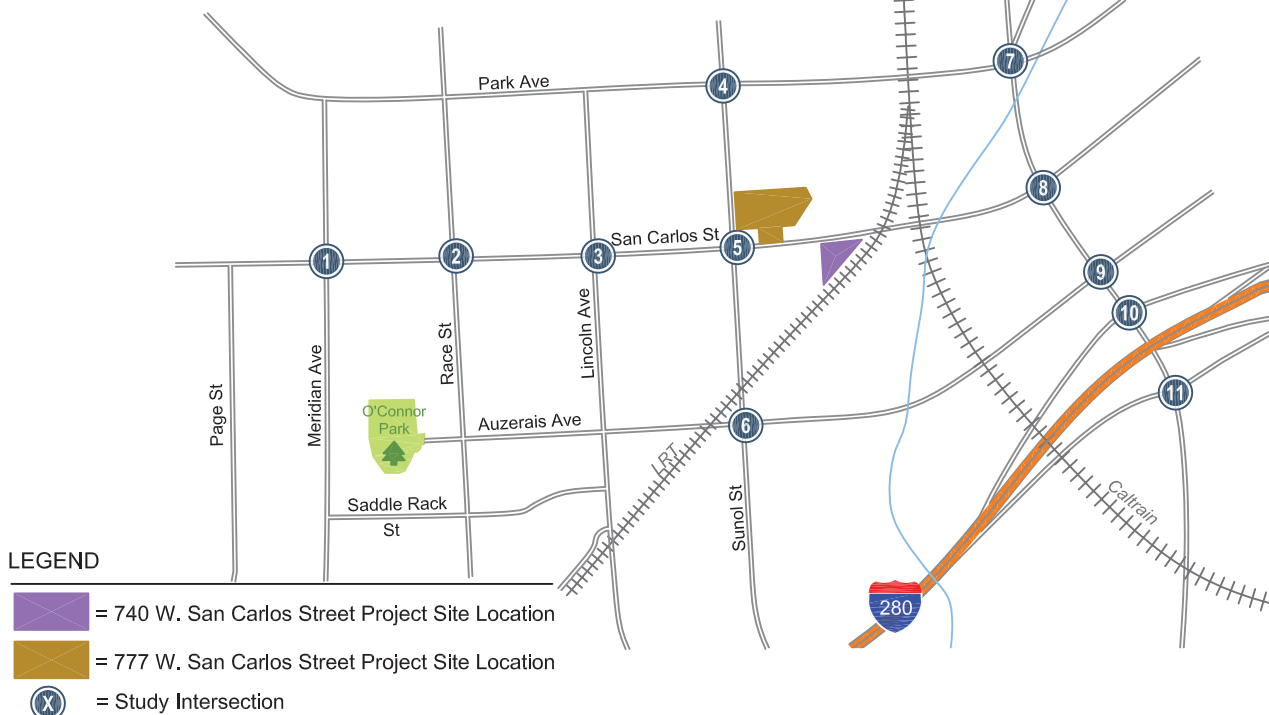 7
Park Ave
4
8
San Carlos St
5
1
2
3
9
10
Page St
Meridian Ave
Race St
Lincoln Ave
11
O'Connor
Park
Auzerais Ave
6
LRT
Saddle Rack
St
Sunol St
Caltrain
280
LEGEND
= 740 W. San Carlos Street Project Site Location
= 777 W. San Carlos Street Project Site Location
X = Study Intersection